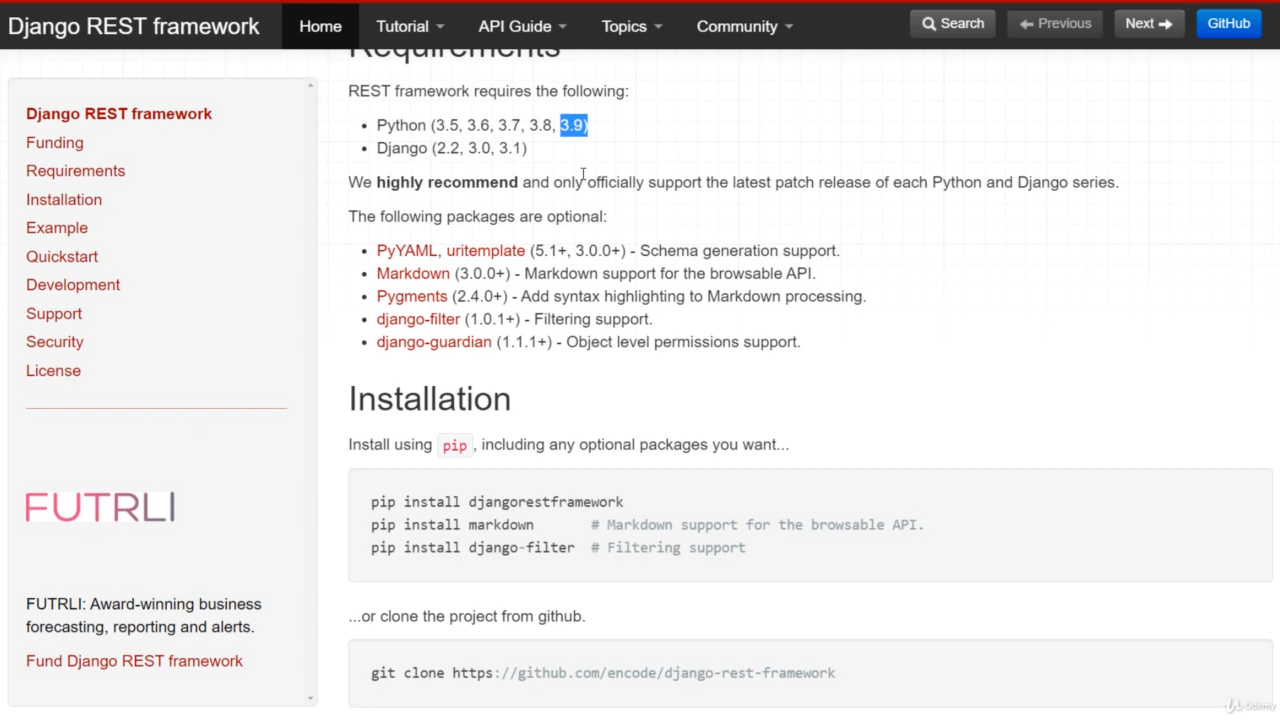 Django REST framework
Home
Tutorial
API Guide
Topics
Community
Search
Previous
Next
GitHub
Django REST framework
Funding
Requirements
Installation
Example
Quickstart
Development
Support
Security
License
FUTRLI
FUTRLI: Award-winning business
forecasting, reporting and alerts.
Fund Django REST framework
Requirements
REST framework requires the following:
• Python (3.5, 3.6, 3.7, 3.8, 3.9)
• Django (2.2, 3.0, 3.1)
We highly recommend and only officially support the latest patch release of each Python and Django series.
The following packages are optional:
• PyYAML, uritemplate (5.1+, 3.0.0+) - Schema generation support.
• Markdown (3.0.0+) - Markdown support for the browsable API.
• Pygments (2.4.0+) - Add syntax highlighting to Markdown processing.
• django-filter (1.0.1+) - Filtering support.
• django-guardian (1.1.1+) - Object level permissions support.
Installation
Install using pip, including any optional packages you want...
pip install djangorestframework
pip install markdown       # Markdown support for the browsable API.
pip install django-filter  # Filtering support
...or clone the project from github.
git clone https://github.com/encode/django-rest-framework
Udemy